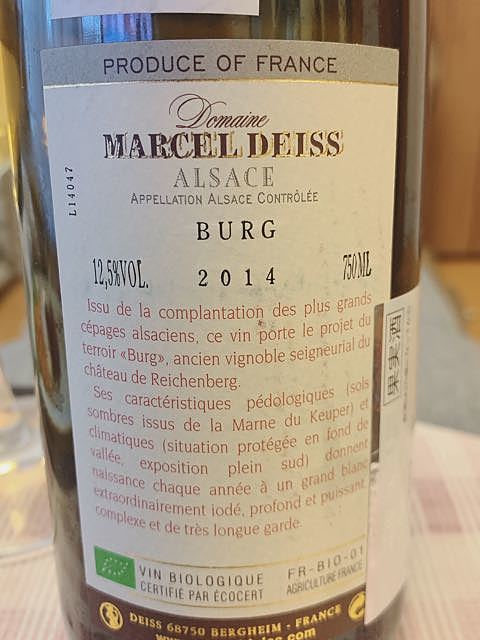 PRODUCE OF FRANCE
Domaine
MARCEL DEISS
ALSACE
APPELLATION ALSACE CONTRÔLÉE
BURG
L14047
12,5%VOL.
2014
750ML
Issu de la complantation des plus grands
cépages alsaciens, ce vin porte le projet du
terroir «Burg», ancien vignoble seigneurial du
château de Reichenberg.
Ses caractéristiques pédologiques (sols
sombres issus de la Marne du Keuper) et
climatiques (situation protégée en fond de
vallée, exposition plein sud) donnent
naissance chaque année à un grand blanc
extraordinairement iodé, profond et puissant,
complexe et de très longue garde.
果実酒
VIN BIOLOGIQUE
CERTIFIÉ PAR ÉCOCERT
FR-BIO-01
AGRICULTURE FRANCE
DEISS 68750 BERGHEIM - FRANCE